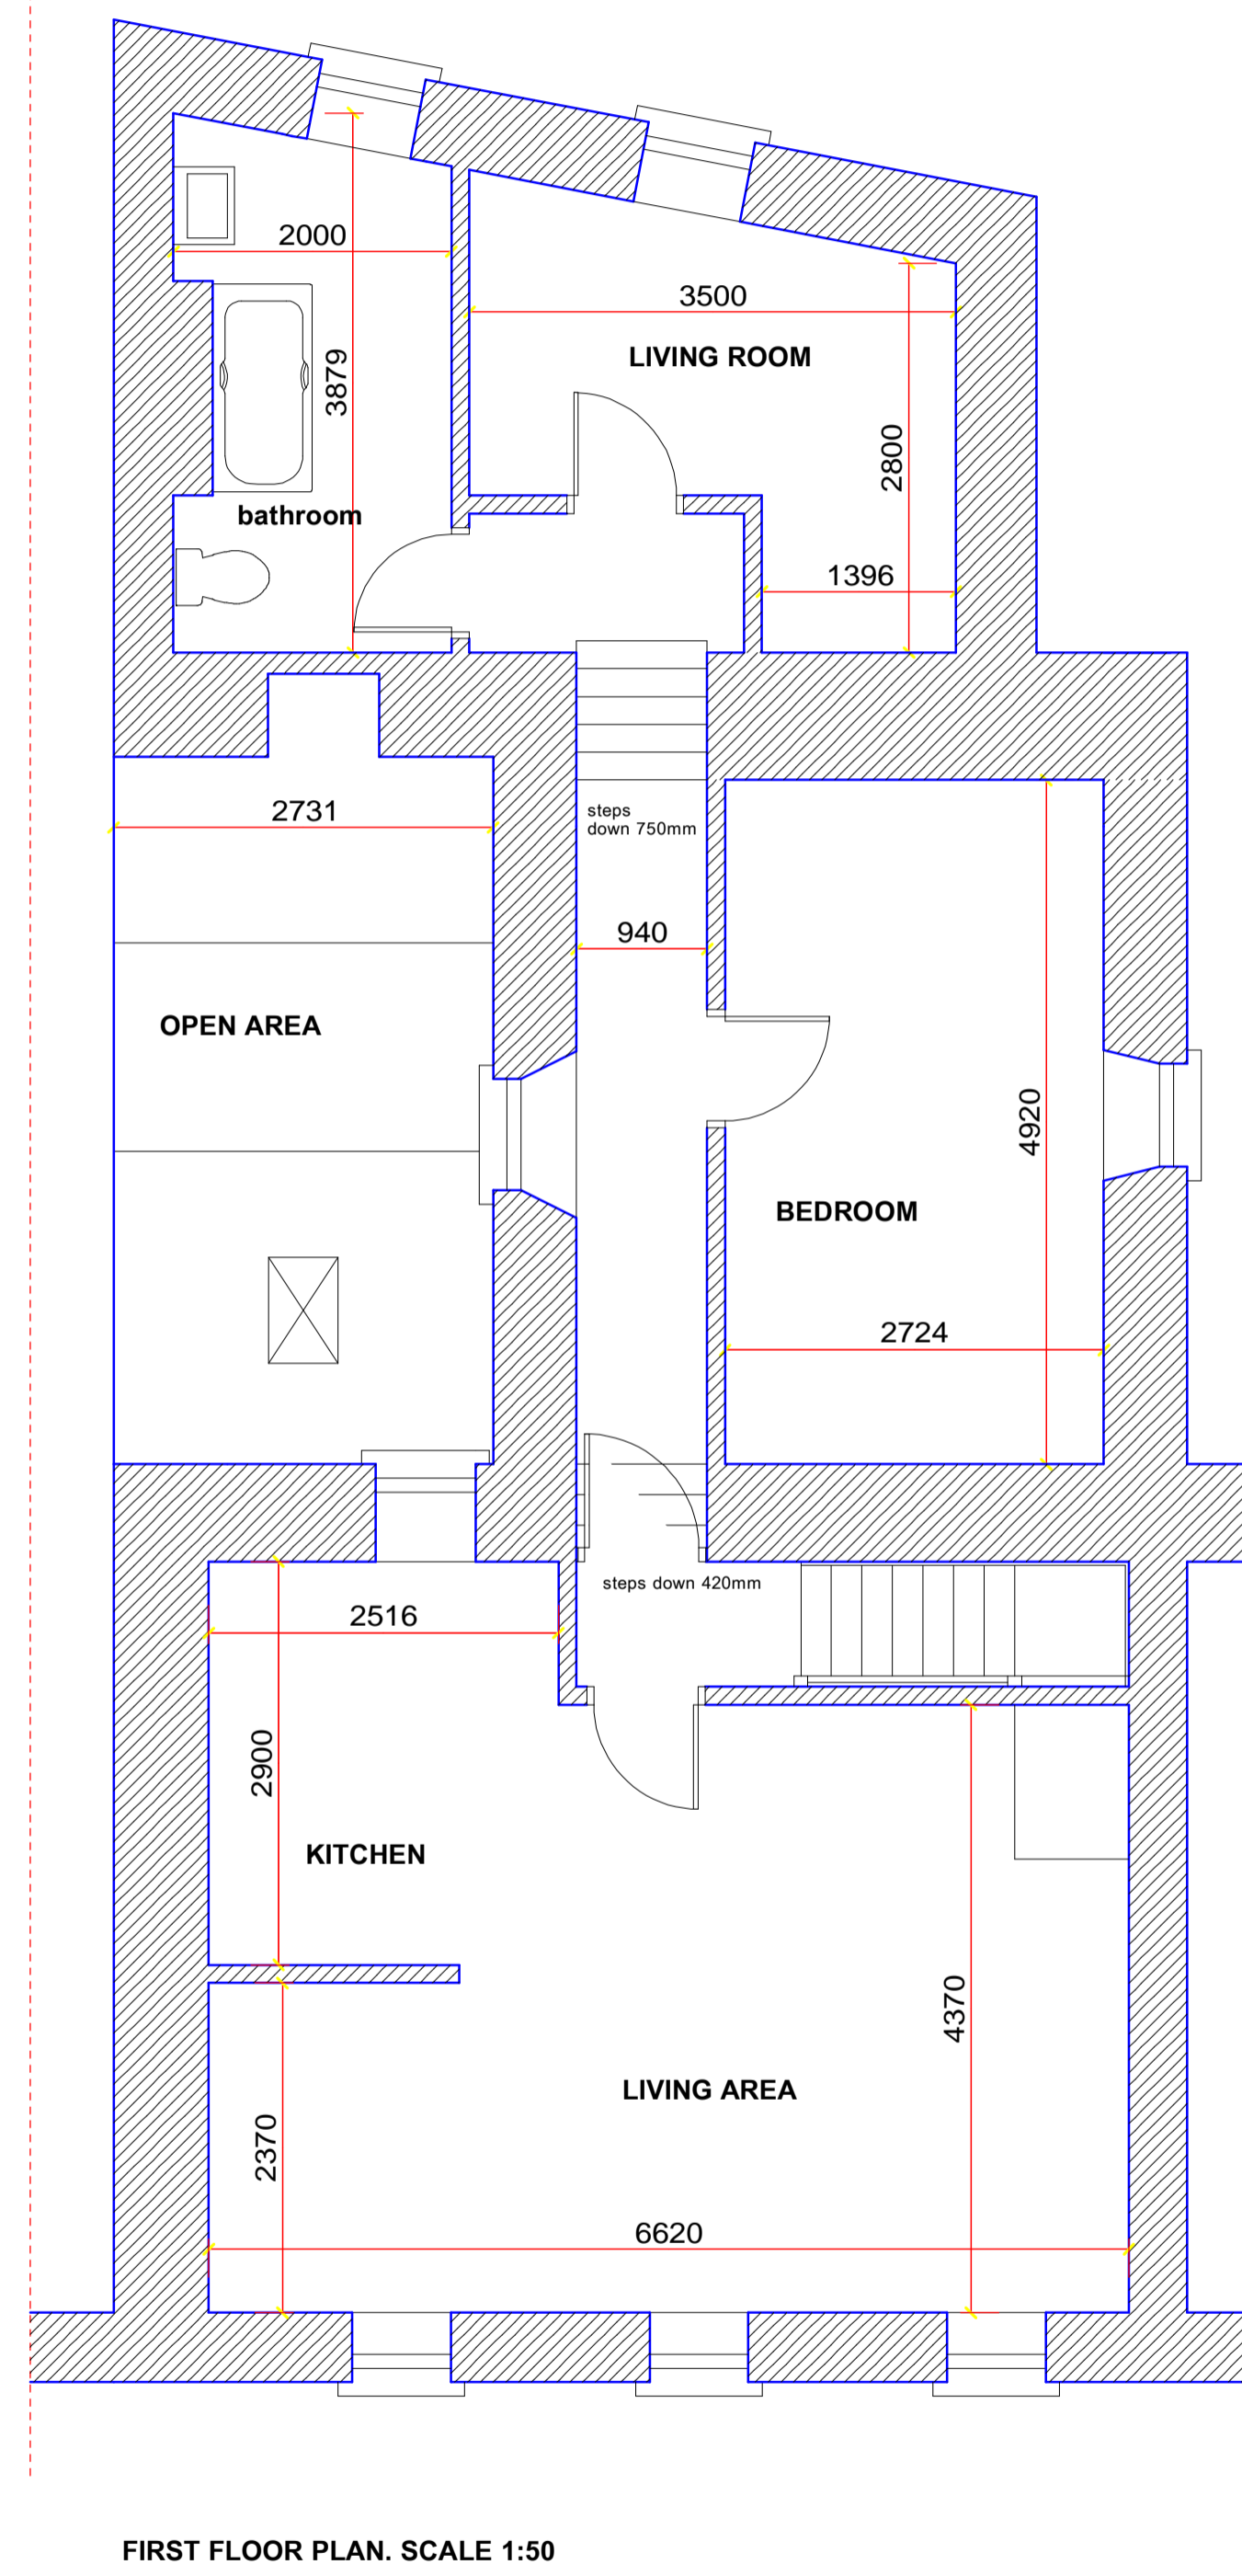 2000
3500
LIVING ROOM
3879
2800
bathroom
1396
2731
steps
down 750mm
940
OPEN AREA
4920
BEDROOM
2724
steps down 420mm
2516
2900
KITCHEN
4370
LIVING AREA
2370
6620
FIRST FLOOR PLAN. SCALE 1:50